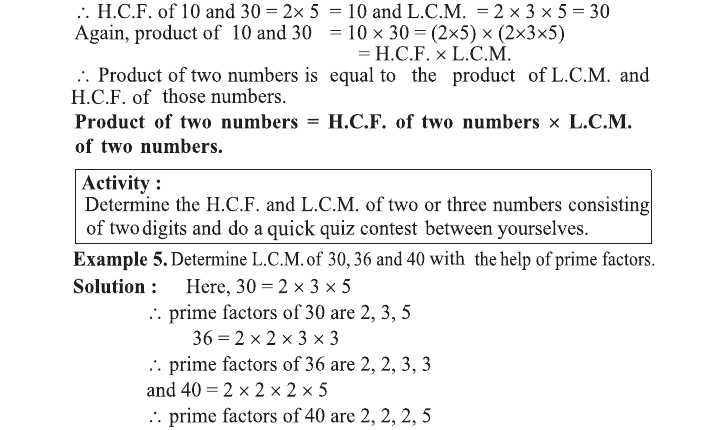 ∴ H.C.F. of 10 and 30 = 2× 5 = 10 and L.C.M. = 2 × 3 × 5 = 30
Again, product of 10 and 30 = 10 × 30 = (2×5) × (2×3×5)
= H.C.F. × L.C.M.
∴ Product of two numbers is equal to the product of L.C.M. and
H.C.F. of those numbers.
Product of two numbers = H.C.F. of two numbers × L.C.M.
of two numbers.
Activity :
Determine the H.C.F. and L.C.M. of two or three numbers consisting
of two digits and do a quick quiz contest between yourselves.
Example 5. Determine L.C.M. of 30, 36 and 40 with the help of prime factors.
Solution : Here, 30 = 2 × 3 × 5
∴ prime factors of 30 are 2, 3, 5
36 = 2 × 2 × 3 × 3
∴ prime factors of 36 are 2, 2, 3, 3
and 40 = 2 × 2 × 2 × 5
∴ prime factors of 40 are 2, 2, 2, 5